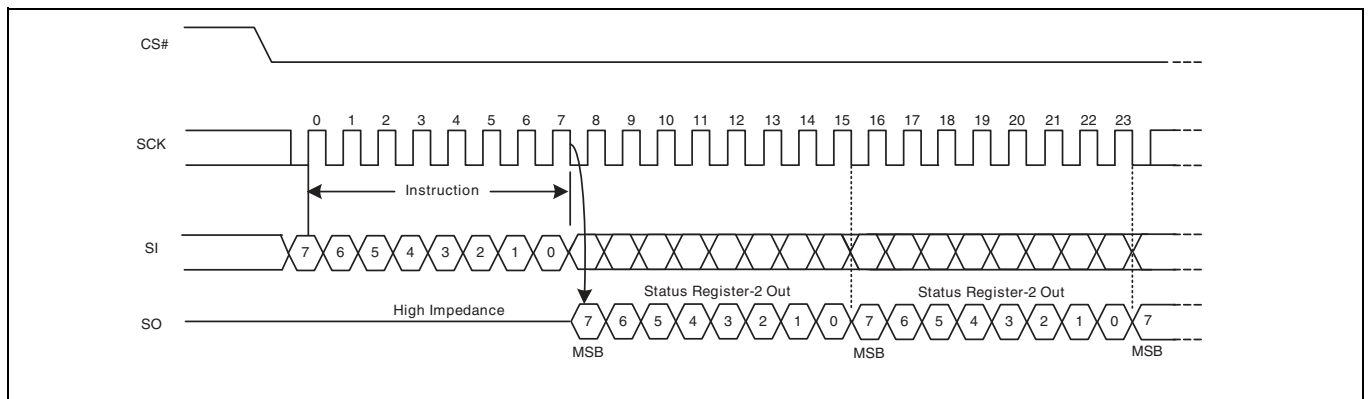 CS#
0 1 2 3 4 5 6 7 8 9 10 11 12 13 14 15 16 17 18 19 20 21 22 23
SCK
Instruction
SI
7 6 5 4 3 2 1 0
Status Register-2 Out Status Register-2 Out
High Impedance
SO
7 6 5 4 3 2 1 0 7 6 5 4 3 2 1 0 7
MSB MSB MSB